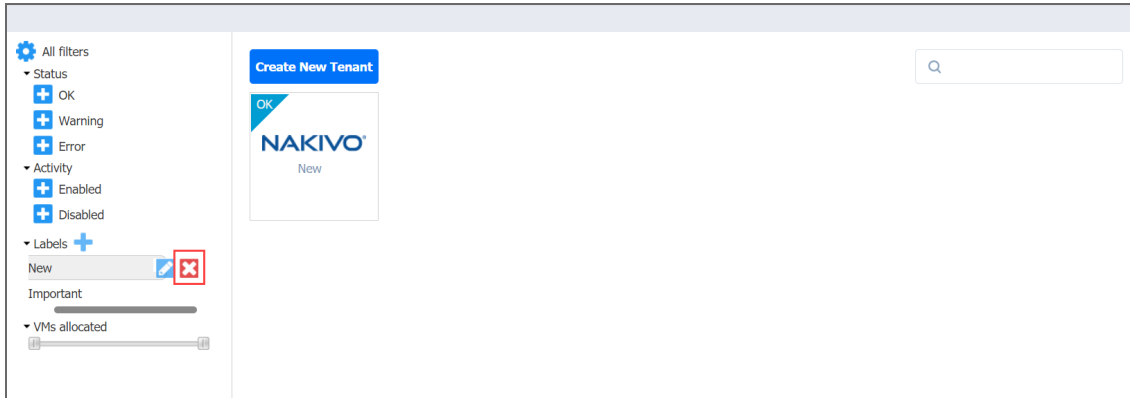 All filters
Status
OK
Warning
Error
Activity
Enabled
Disabled
Labels
New
Important
VMs allocated
Create New Tenant
OK
NAKIVO®
New